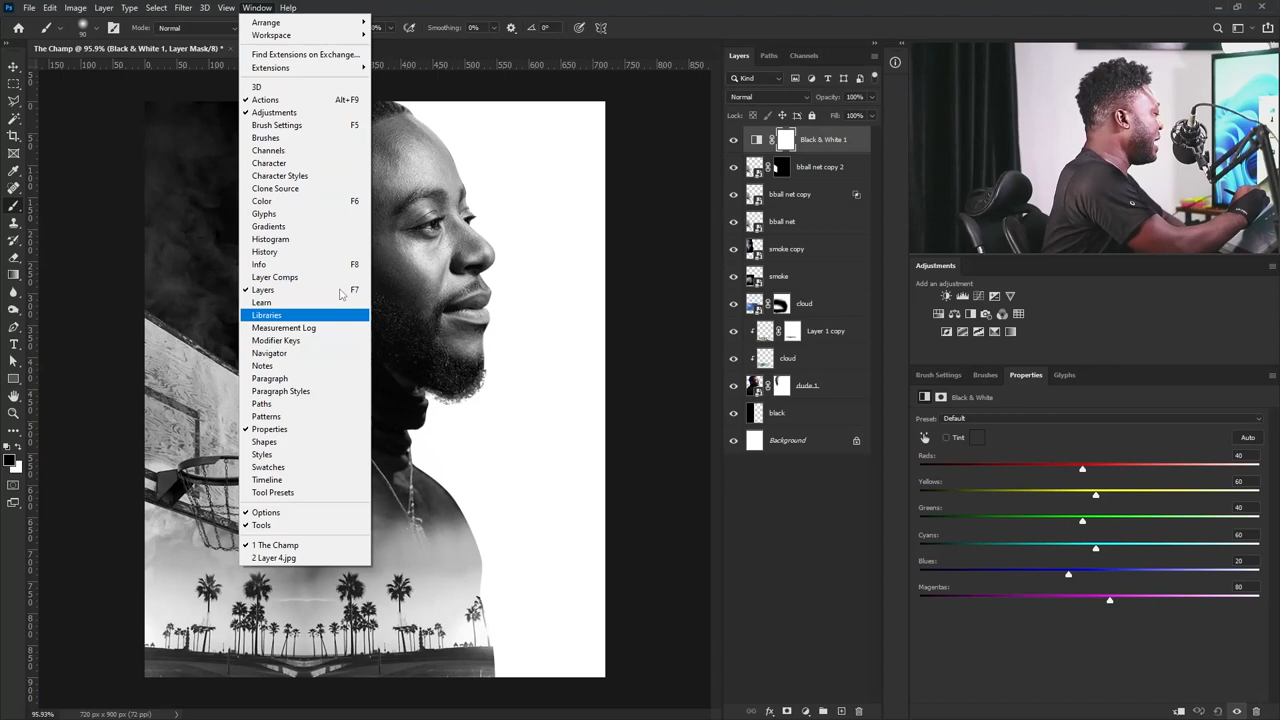 Ps File Edit Image Layer Type Select Filter 3D View Window Help
90 Mode: Normal 0% Smoothing: 0% 0°
The Champ @ 95.9% (Black & White 1, Layer Mask/8) *
150 100 50 0 250 300 350 400 450 500 550 600 650 700 750 800 850
Arrange
Workspace
Find Extensions on Exchange...
Extensions
3D
Actions Alt+F9
Adjustments
Brush Settings F5
Brushes
Channels
Character
Character Styles
Clone Source
Color F6
Glyphs
Gradients
Histogram
History
Info F8
Layer Comps
Layers F7
Learn
Libraries
Measurement Log
Modifier Keys
Navigator
Notes
Paragraph
Paragraph Styles
Paths
Patterns
Properties
Shapes
Styles
Swatches
Timeline
Tool Presets
Options
Tools
1 The Champ
2 Layer 4.jpg
Layers Paths Channels
Kind
Normal Opacity: 100%
Lock: Fill: 100%
Black & White 1
bball net copy 2
bball net copy
bball net
smoke copy
smoke
cloud
Layer 1 copy
cloud
dude 1
black
Background
Adjustments
Add an adjustment
Brush Settings Brushes Properties Glyphs
Black & White
Preset: Default
Tint Auto
Reds: 40
Yellows: 60
Greens: 40
Cyans: 60
Blues: 20
Magentas: 80
95.93% 720 px x 900 px (72 ppi)